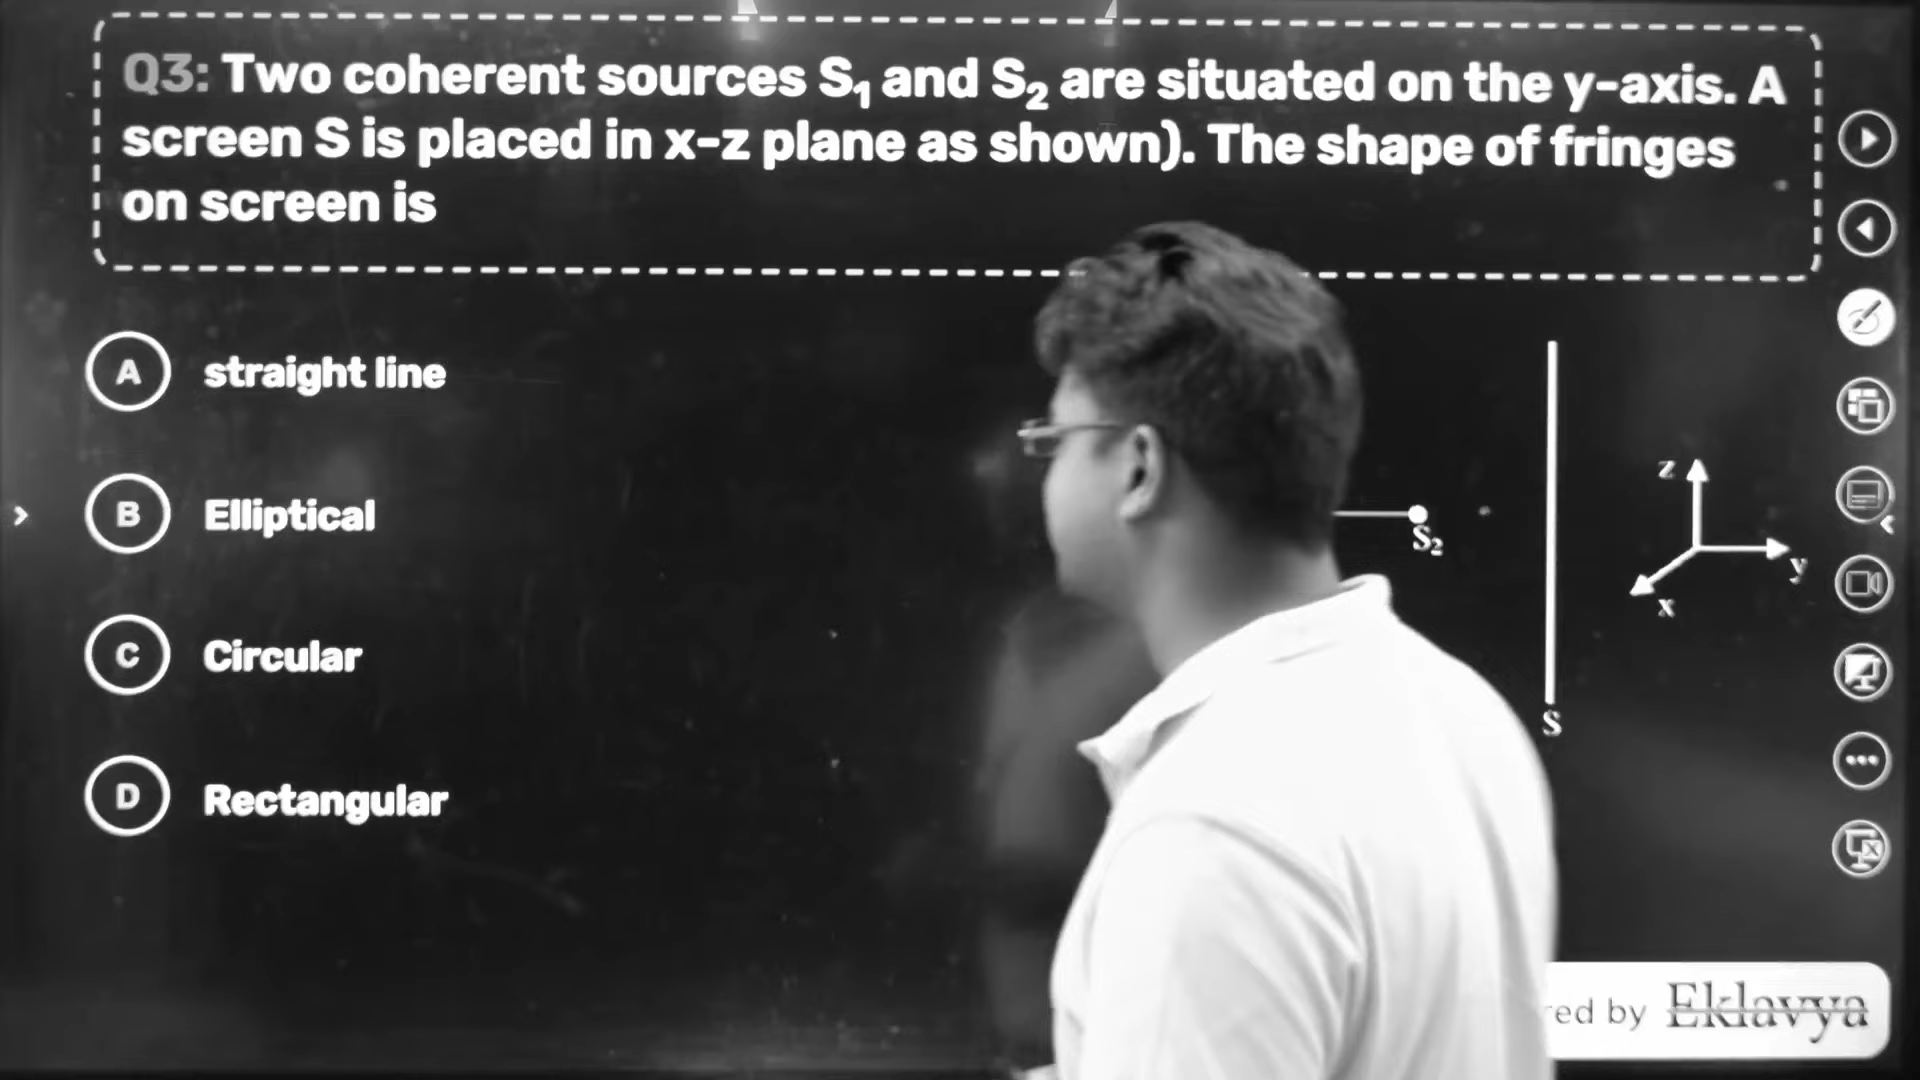 Q3: Two coherent sources S₁ and S₂ are situated on the y-axis. A
screen S is placed in x-z plane as shown). The shape of fringes
on screen is
A straight line
B Elliptical
C Circular
D Rectangular
S₂
S
z
y
x
by Eklavya